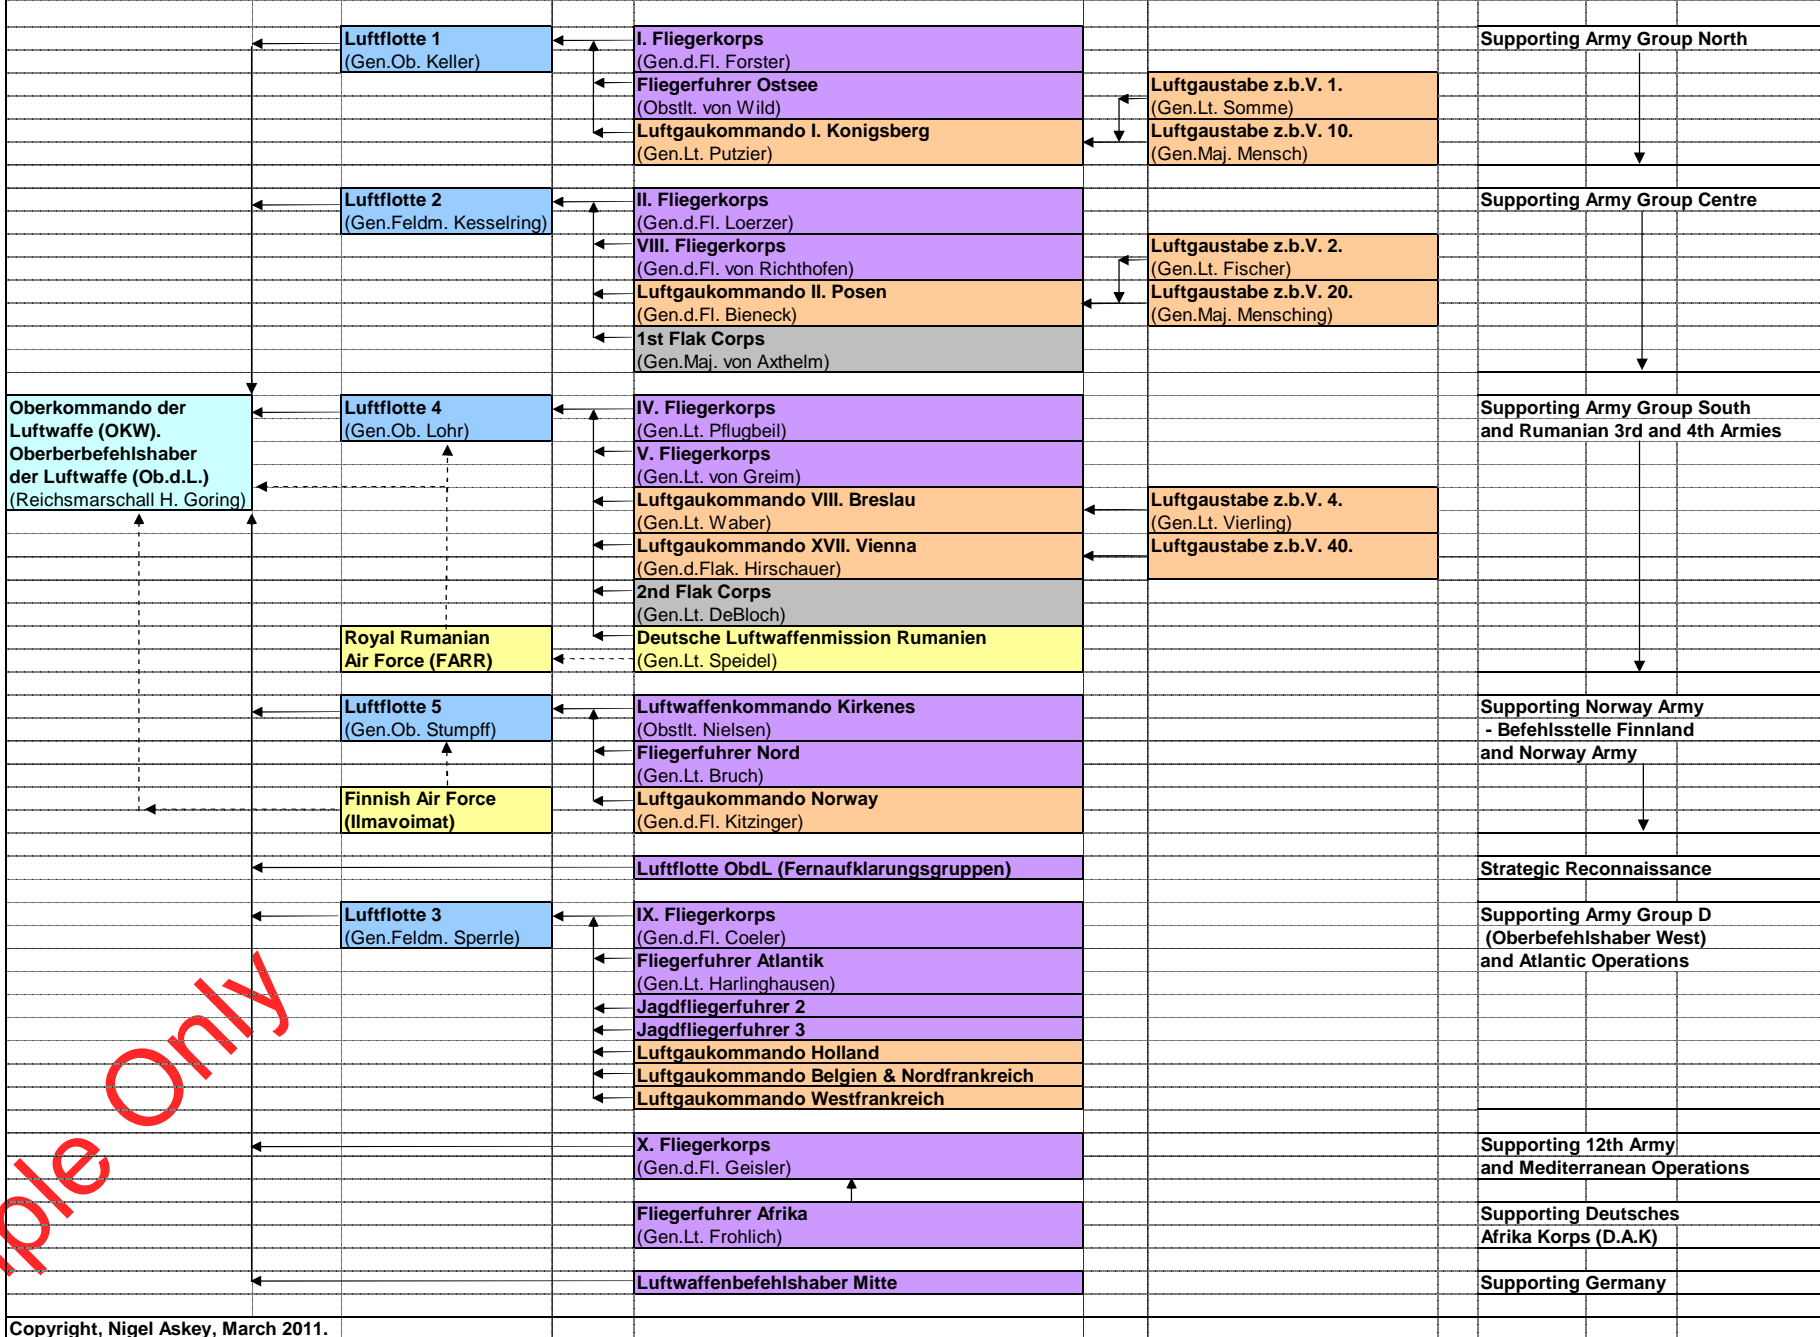 Luftflotte 1
(Gen.Ob. Keller)
I. Fliegerkorps
(Gen.d.Fl. Forster)
Fliegerfuhrer Ostsee
(Obstlt. von Wild)
Luftgaukommando I. Konigsberg
(Gen.Lt. Putzier)
Luftgaustabe z.b.V. 1.
(Gen.Lt. Somme)
Luftgaustabe z.b.V. 10.
(Gen.Maj. Mensch)
Supporting Army Group North
Luftflotte 2
(Gen.Feldm. Kesselring)
II. Fliegerkorps
(Gen.d.Fl. Loerzer)
VIII. Fliegerkorps
(Gen.d.Fl. von Richthofen)
Luftgaukommando II. Posen
(Gen.d.Fl. Bieneck)
1st Flak Corps
(Gen.Maj. von Axthelm)
Luftgaustabe z.b.V. 2.
(Gen.Lt. Fischer)
Luftgaustabe z.b.V. 20.
(Gen.Maj. Mensching)
Supporting Army Group Centre
Oberkommando der
Luftwaffe (OKW).
Oberberbefehlshaber
der Luftwaffe (Ob.d.L.)
(Reichsmarschall H. Goring)
Luftflotte 4
(Gen.Ob. Lohr)
IV. Fliegerkorps
(Gen.Lt. Pflugbeil)
V. Fliegerkorps
(Gen.Lt. von Greim)
Luftgaukommando VIII. Breslau
(Gen.Lt. Waber)
Luftgaukommando XVII. Vienna
(Gen.d.Flak. Hirschauer)
2nd Flak Corps
(Gen.Lt. DeBloch)
Deutsche Luftwaffenmission Rumanien
(Gen.Lt. Speidel)
Luftgaustabe z.b.V. 4.
(Gen.Lt. Vierling)
Luftgaustabe z.b.V. 40.
Supporting Army Group South
and Rumanian 3rd and 4th Armies
Royal Rumanian
Air Force (FARR)
Luftflotte 5
(Gen.Ob. Stumpff)
Luftwaffenkommando Kirkenes
(Obstlt. Nielsen)
Fliegerfuhrer Nord
(Gen.Lt. Bruch)
Luftgaukommando Norway
(Gen.d.Fl. Kitzinger)
Supporting Norway Army
- Befehlsstelle Finnland
and Norway Army
Finnish Air Force
(Ilmavoimat)
Luftflotte ObdL (Fernaufklarungsgruppen)
Strategic Reconnaissance
Luftflotte 3
(Gen.Feldm. Sperrle)
IX. Fliegerkorps
(Gen.d.Fl. Coeler)
Fliegerfuhrer Atlantik
(Gen.Lt. Harlinghausen)
Jagdfliegerfuhrer 2
Jagdfliegerfuhrer 3
Luftgaukommando Holland
Luftgaukommando Belgien & Nordfrankreich
Luftgaukommando Westfrankreich
Supporting Army Group D
(Oberbefehlshaber West)
and Atlantic Operations
X. Fliegerkorps
(Gen.d.Fl. Geisler)
Supporting 12th Army
and Mediterranean Operations
Fliegerfuhrer Afrika
(Gen.Lt. Frohlich)
Supporting Deutsches
Afrika Korps (D.A.K)
Luftwaffenbefehlshaber Mitte
Supporting Germany
Copyright, Nigel Askey, March 2011.
ple Only